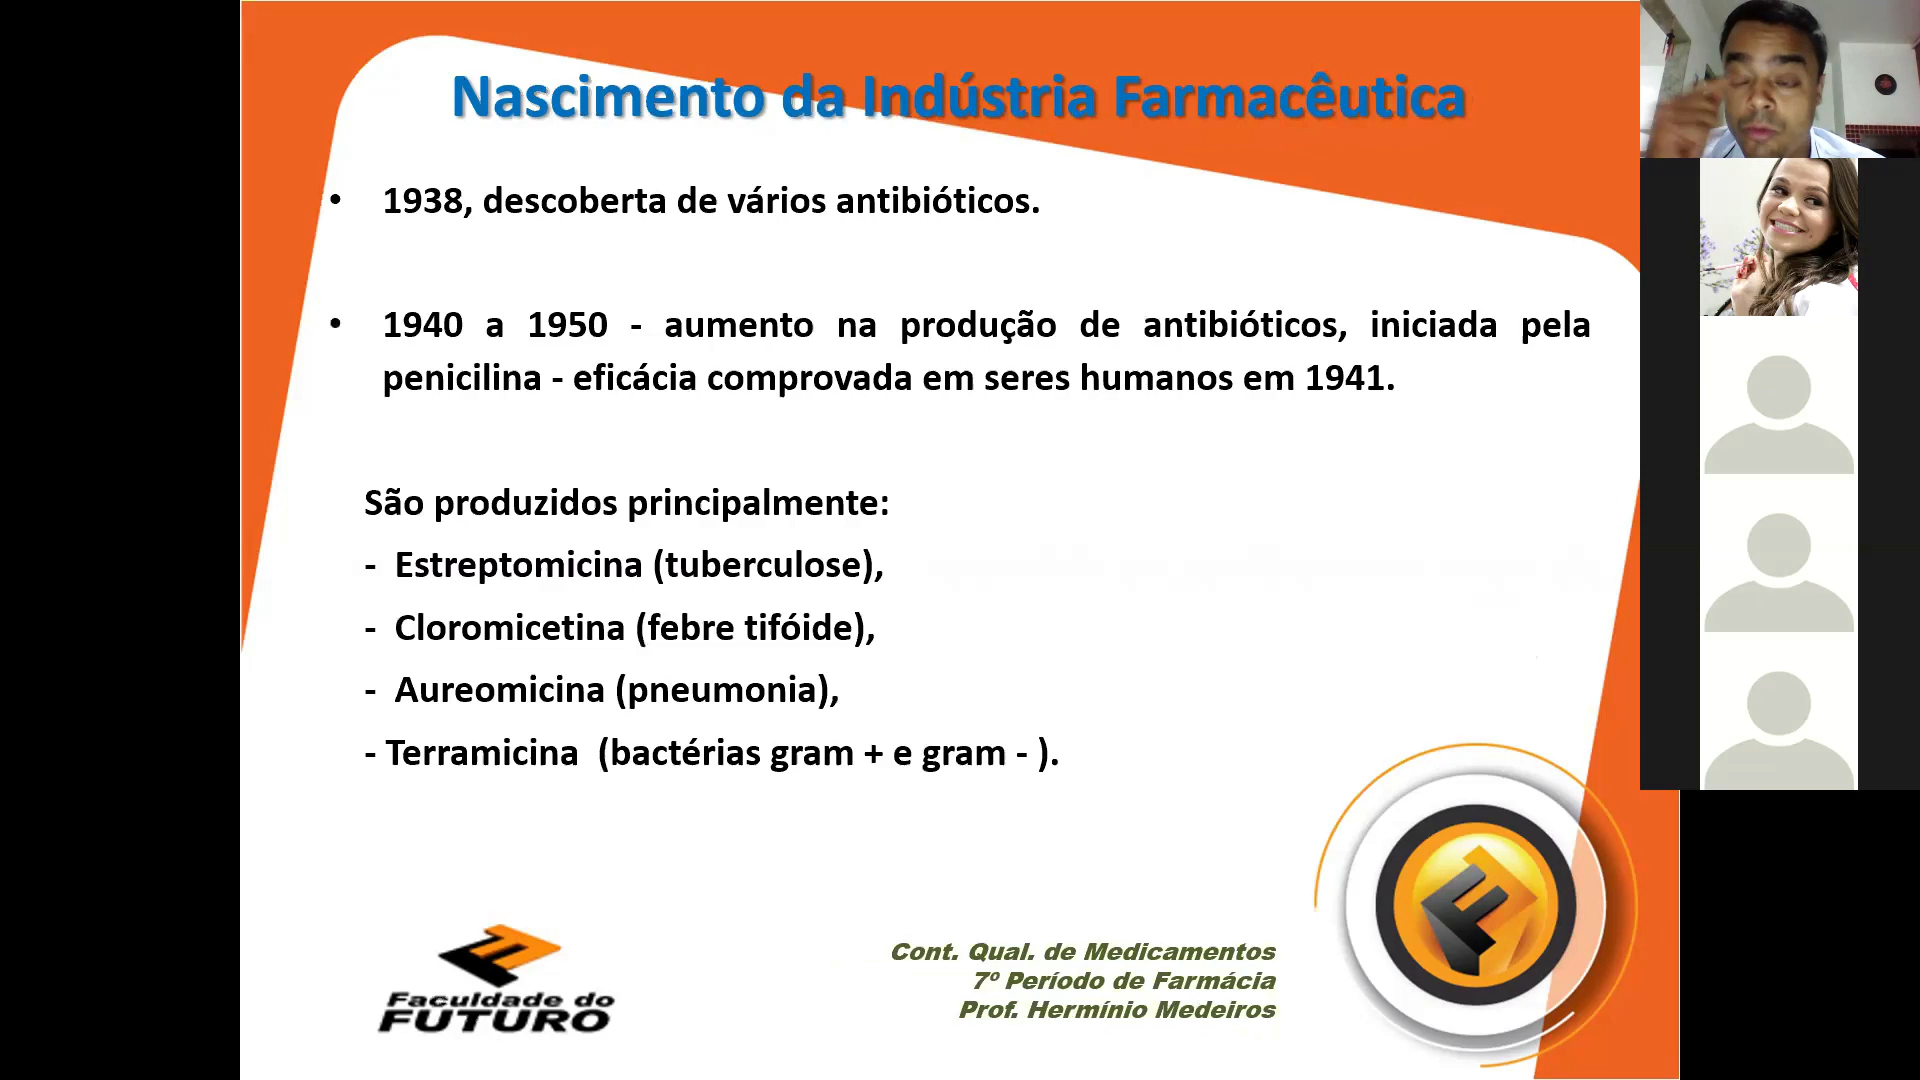 Nascimento da Indústria Farmacêutica
• 1938, descoberta de vários antibióticos.
• 1940 a 1950 - aumento na produção de antibióticos, iniciada pela
penicilina - eficácia comprovada em seres humanos em 1941.
São produzidos principalmente:
- Estreptomicina (tuberculose),
- Cloromicetina (febre tifóide),
- Aureomicina (pneumonia),
- Terramicina (bactérias gram + e gram - ).
Faculdade do
FUTURO
Cont. Qual. de Medicamentos
7º Período de Farmácia
Prof. Hermínio Medeiros